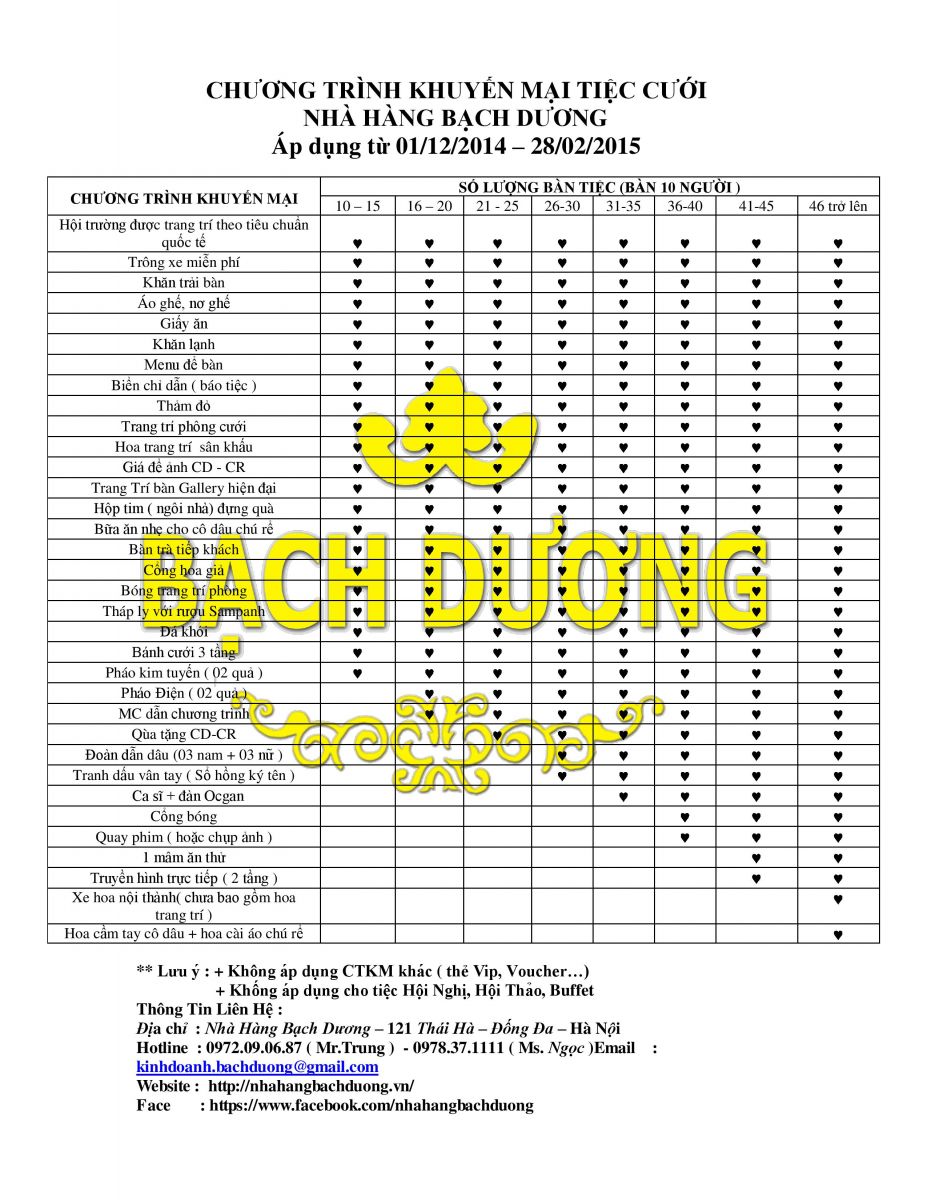 CHƯƠNG TRÌNH KHUYẾN MẠI TIỆC CƯỚI
NHÀ HÀNG BẠCH DƯƠNG
Áp dụng từ 01/12/2014 – 28/02/2015
CHƯƠNG TRÌNH KHUYẾN MẠI
SỐ LƯỢNG BÀN TIỆC (BÀN 10 NGƯỜI )
10 – 15 16 – 20 21 - 25 26-30 31-35 36-40 41-45 46 trở lên
Hội trường được trang trí theo tiêu chuẩn
quốc tế ♥ ♥ ♥ ♥ ♥ ♥ ♥ ♥
Trông xe miễn phí ♥ ♥ ♥ ♥ ♥ ♥ ♥ ♥
Khăn trải bàn ♥ ♥ ♥ ♥ ♥ ♥ ♥ ♥
Áo ghế, nơ ghế ♥ ♥ ♥ ♥ ♥ ♥ ♥ ♥
Giấy ăn ♥ ♥ ♥ ♥ ♥ ♥ ♥ ♥
Khăn lạnh ♥ ♥ ♥ ♥ ♥ ♥ ♥ ♥
Menu để bàn ♥ ♥ ♥ ♥ ♥ ♥ ♥ ♥
Biển chỉ dẫn ( báo tiệc ) ♥ ♥ ♥ ♥ ♥ ♥ ♥ ♥
Thảm đỏ ♥ ♥ ♥ ♥ ♥ ♥ ♥ ♥
Trang trí phông cưới ♥ ♥ ♥ ♥ ♥ ♥ ♥ ♥
Hoa trang trí sân khấu ♥ ♥ ♥ ♥ ♥ ♥ ♥ ♥
Giá để ảnh CD - CR ♥ ♥ ♥ ♥ ♥ ♥ ♥ ♥
Trang Trí bàn Gallery hiện đại ♥ ♥ ♥ ♥ ♥ ♥ ♥ ♥
Hộp tim ( ngôi nhà) đựng quà ♥ ♥ ♥ ♥ ♥ ♥ ♥ ♥
Bữa ăn nhẹ cho cô dâu chú rể ♥ ♥ ♥ ♥ ♥ ♥ ♥ ♥
Bàn trà tiếp khách ♥ ♥ ♥ ♥ ♥ ♥ ♥ ♥
Cổng hoa giả ♥ ♥ ♥ ♥ ♥ ♥ ♥ ♥
Bóng trang trí phông ♥ ♥ ♥ ♥ ♥ ♥ ♥ ♥
Tháp ly với rượu Sampanh ♥ ♥ ♥ ♥ ♥ ♥ ♥ ♥
Đá khói ♥ ♥ ♥ ♥ ♥ ♥ ♥ ♥
Bánh cưới 3 tầng ♥ ♥ ♥ ♥ ♥ ♥ ♥ ♥
Pháo kim tuyến ( 02 quả ) ♥ ♥ ♥ ♥ ♥ ♥ ♥ ♥
Pháo Điện ( 02 quả ) ♥ ♥ ♥ ♥ ♥ ♥ ♥
MC dẫn chương trình ♥ ♥ ♥ ♥ ♥ ♥ ♥
Qùa tặng CD-CR ♥ ♥ ♥ ♥ ♥ ♥
Đoàn dẫn dâu (03 nam + 03 nữ ) ♥ ♥ ♥ ♥ ♥
Tranh dấu vân tay ( Sổ hồng ký tên ) ♥ ♥ ♥ ♥ ♥
Ca sĩ + đàn Ocgan ♥ ♥ ♥ ♥
Cổng bóng ♥ ♥ ♥
Quay phim ( hoặc chụp ảnh ) ♥ ♥ ♥
1 mâm ăn thử ♥ ♥
Truyền hình trực tiếp ( 2 tầng ) ♥ ♥
Xe hoa nội thành( chưa bao gồm hoa ♥
trang trí )
Hoa cầm tay cô dâu + hoa cài áo chú rể ♥
BẠCH DƯƠNG
** Lưu ý : + Không áp dụng CTKM khác ( thẻ Vip, Voucher…)
+ Khống áp dụng cho tiệc Hội Nghị, Hội Thảo, Buffet
Thông Tin Liên Hệ :
Địa chỉ : Nhà Hàng Bạch Dương – 121 Thái Hà – Đống Đa – Hà Nội
Hotline : 0972.09.06.87 ( Mr.Trung ) - 0978.37.1111 ( Ms. Ngọc )Email :
kinhdoanh.bachduong@gmail.com
Website : http://nhahangbachduong.vn/
Face : https://www.facebook.com/nhahangbachduong